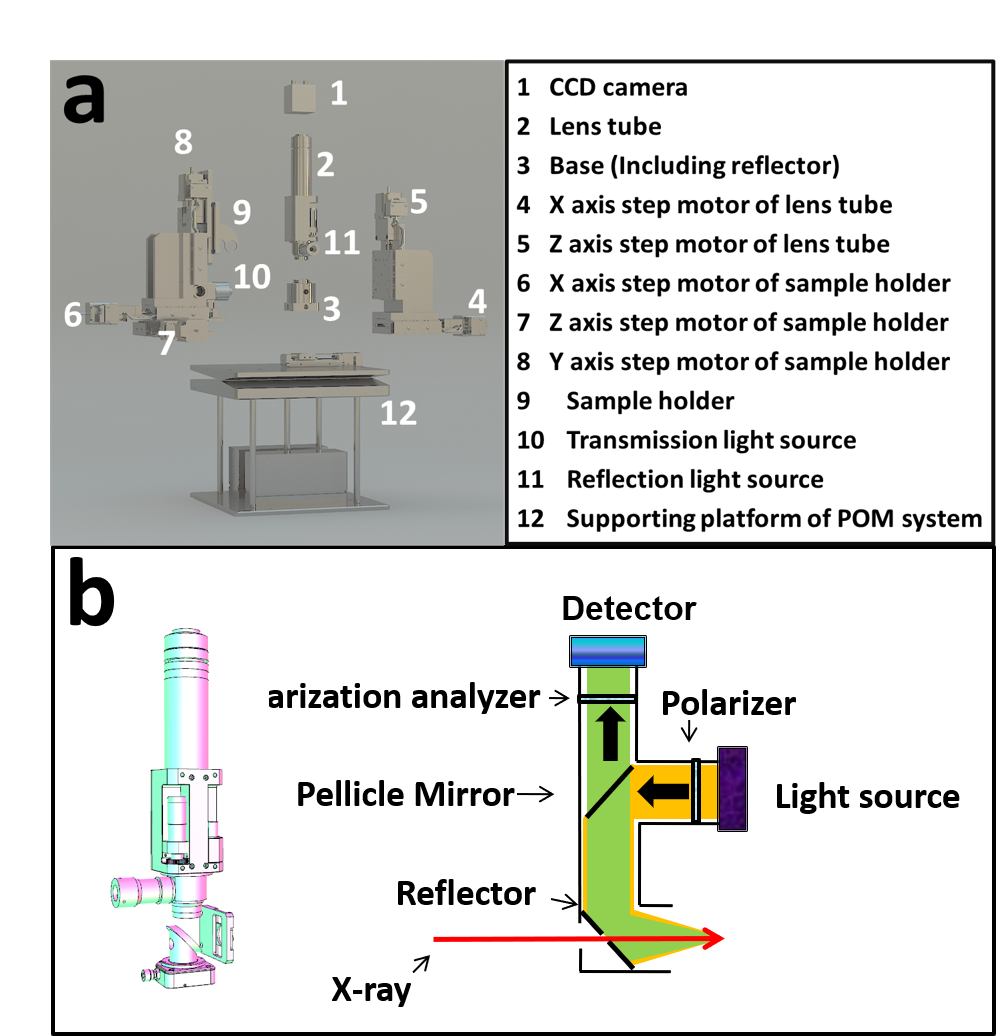 a
1
8
2
5
9
11
10
3
4
6
7
12
1 CCD camera
2 Lens tube
3 Base (Including reflector)
4 X axis step motor of lens tube
5 Z axis step motor of lens tube
6 X axis step motor of sample holder
7 Z axis step motor of sample holder
8 Y axis step motor of sample holder
9 Sample holder
10 Transmission light source
11 Reflection light source
12 Supporting platform of POM system
b
Detector
arization analyzer
Polarizer
Pellicle Mirror
Light source
Reflector
X-ray